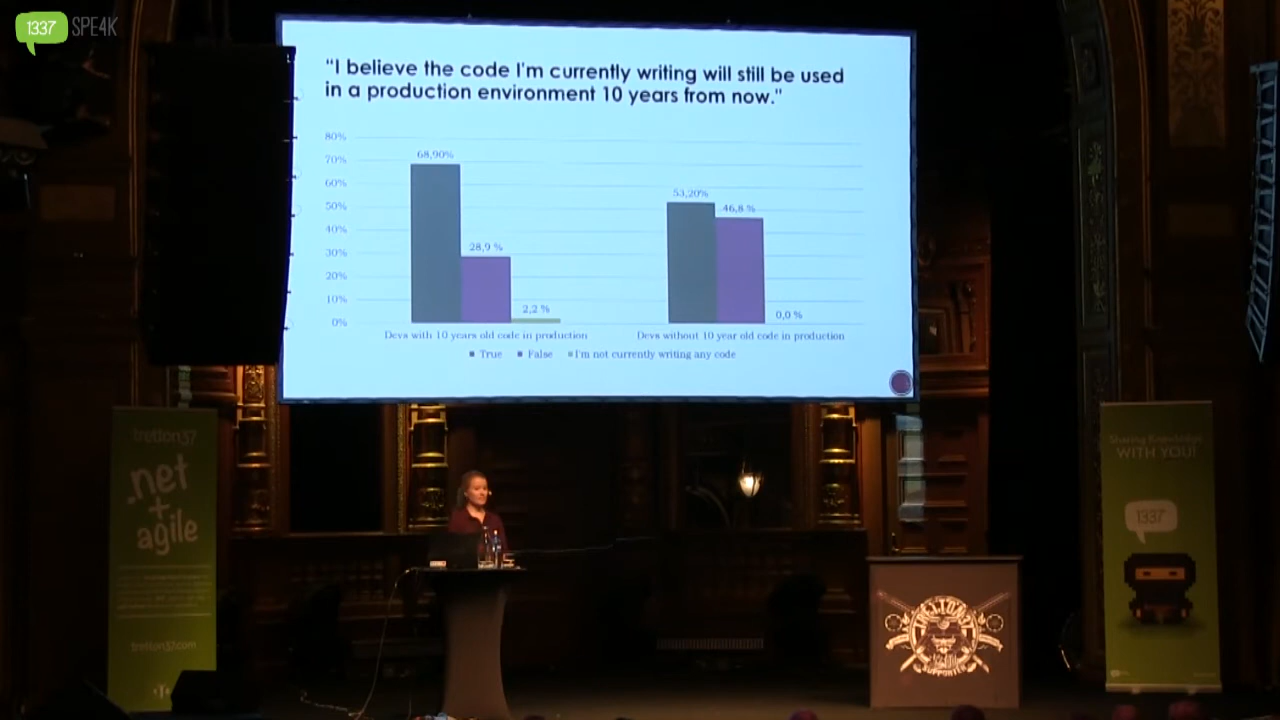 1337 SPE4K
"I believe the code I'm currently writing will still be used
in a production environment 10 years from now."
80%
70%
60%
50%
40%
30%
20%
10%
0%
68,90%
28,9 %
2,2 %
53,20%
46,8 %
0,0 %
Devs with 10 years old code in production
Devs without 10 year old code in production
True False I'm not currently writing any code
tretton37
.net
+
agile
tretton37.com
Sharing Knowledge
WITH YOU!
1337
TRETTON37
SUPPORTER